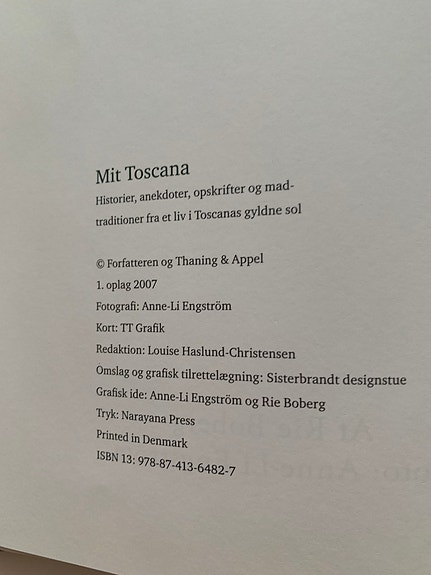 Mit Toscana
Historier, anekdoter, opskrifter og mad-
traditioner fra et liv i Toscanas gyldne sol
© Forfatteren og Thaning & Appel
1. oplag 2007
Fotografi: Anne-Li Engström
Kort: TT Grafik
Redaktion: Louise Haslund-Christensen
Omslag og grafisk tilrettelægning: Sisterbrandt designstue
Grafisk ide: Anne-Li Engström og Rie Boberg
Tryk: Narayana Press
Printed in Denmark
ISBN 13: 978-87-413-6482-7